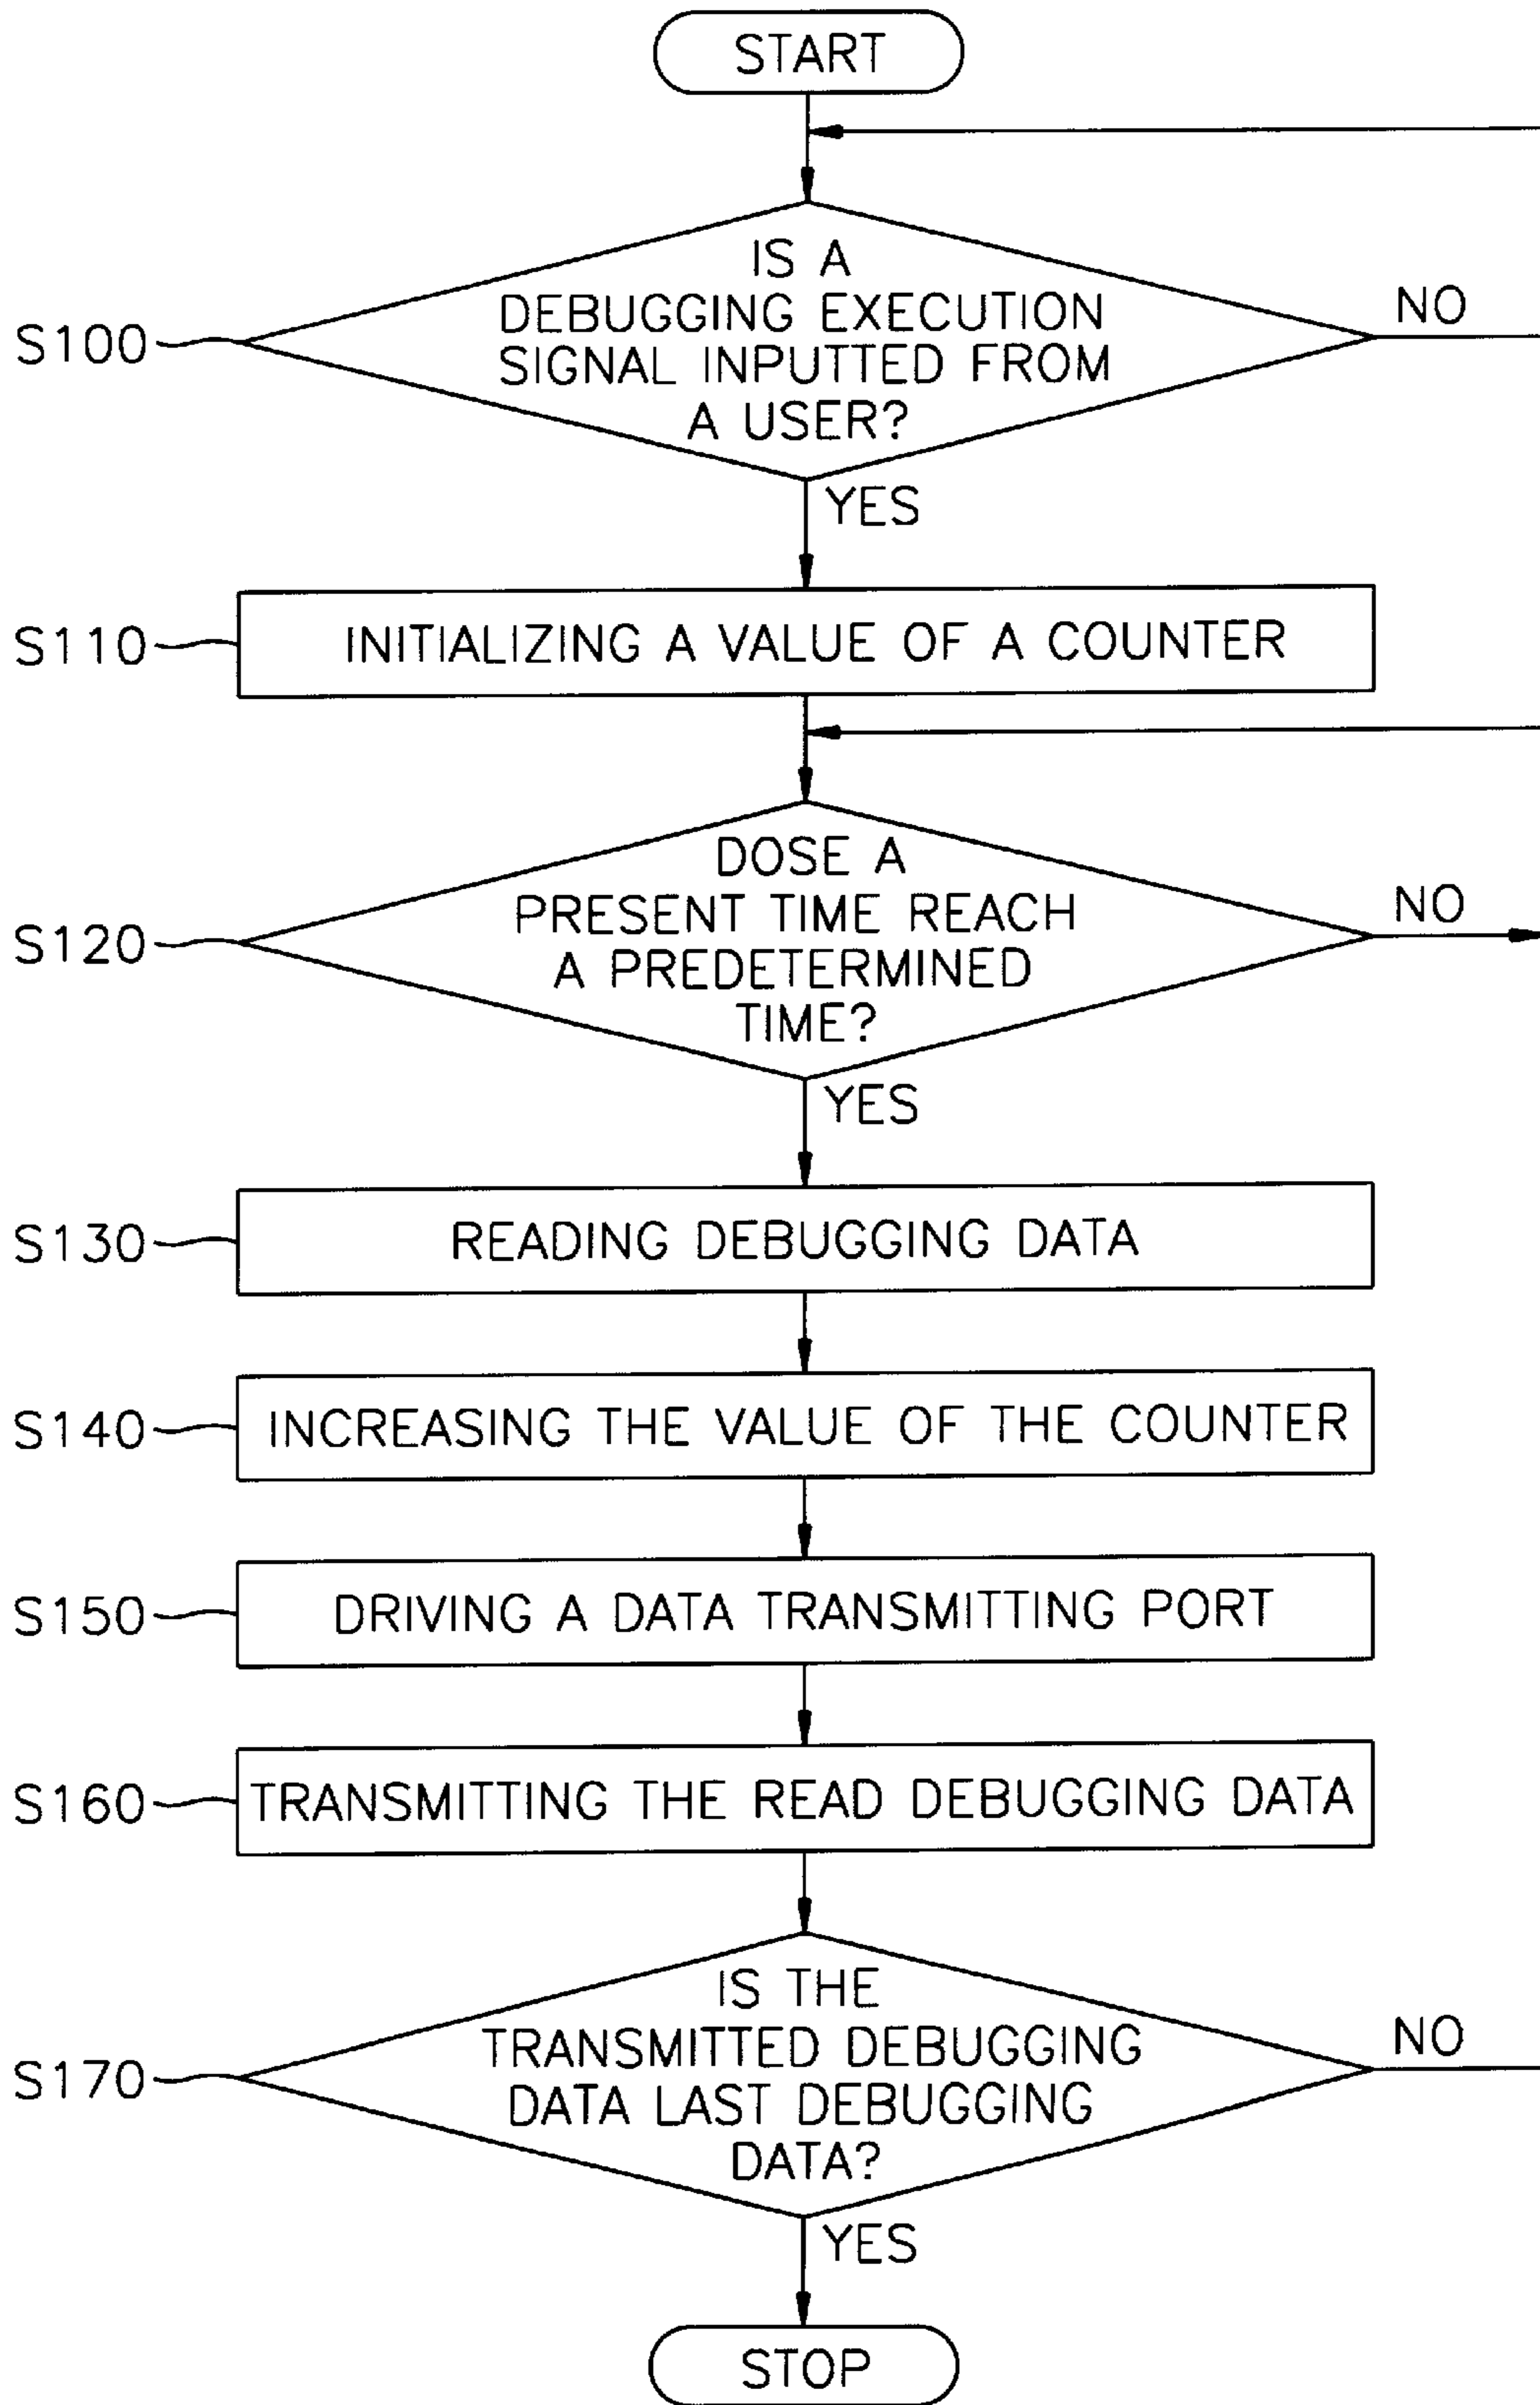 START
IS A
DEBUGGING EXECUTION
SIGNAL INPUTTED FROM
A USER?
NO
S100
YES
S110
INITIALIZING A VALUE OF A COUNTER
DOSE A
PRESENT TIME REACH
A PREDETERMINED
TIME?
NO
S120
YES
S130
READING DEBUGGING DATA
S140
INCREASING THE VALUE OF THE COUNTER
S150
DRIVING A DATA TRANSMITTING PORT
S160
TRANSMITTING THE READ DEBUGGING DATA
IS THE
TRANSMITTED DEBUGGING
DATA LAST DEBUGGING
DATA?
NO
S170
YES
STOP